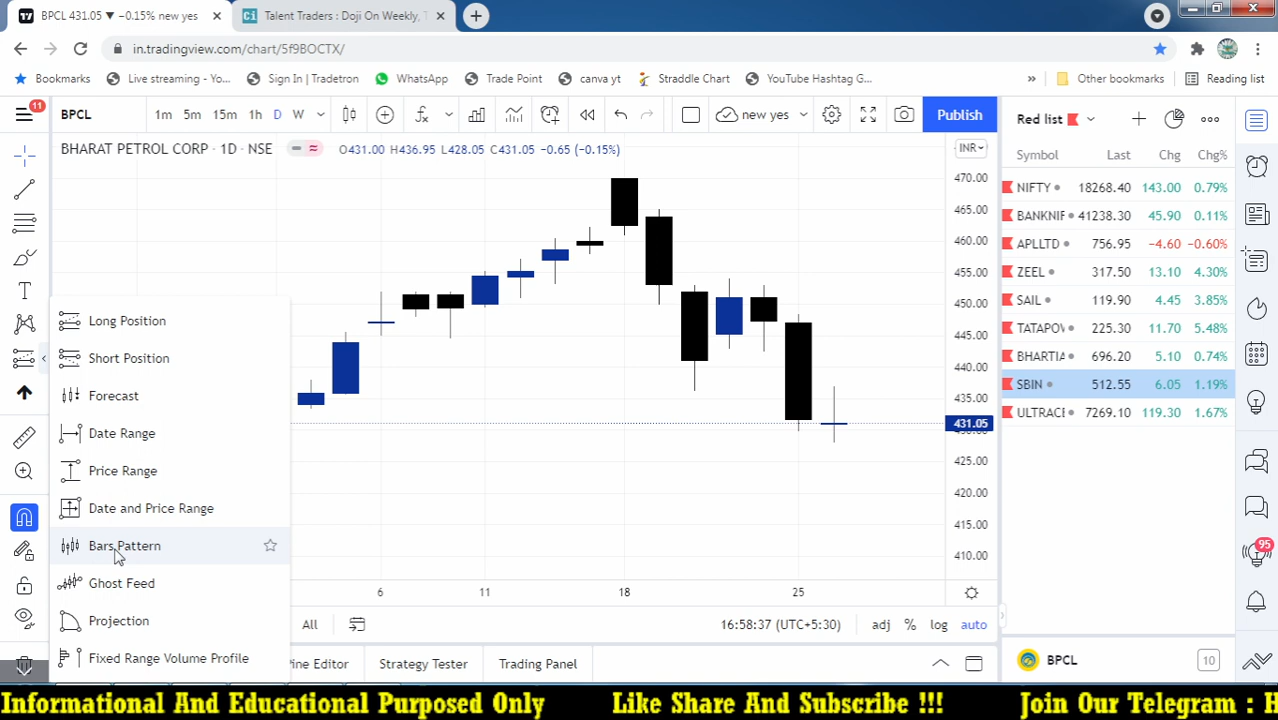 BPCL 431.05 ▼ −0.15% new yes
Talent Traders : Doji On Weekly, T
in.tradingview.com/chart/5f9BOCTX/
Bookmarks
Live streaming - Yo...
Sign In | Tradetron
WhatsApp
Trade Point
canva yt
Straddle Chart
YouTube Hashtag G...
»
Other bookmarks
Reading list
11
BPCL
1m 5m 15m 1h D W
new yes
Publish
BHARAT PETROL CORP · 1D · NSE
O431.00 H436.95 L428.05 C431.05 −0.65 (−0.15%)
INR
470.00
465.00
460.00
455.00
450.00
445.00
440.00
435.00
431.05
425.00
420.00
415.00
410.00
6 11 18 25
Long Position
Short Position
Forecast
Date Range
Price Range
Date and Price Range
Bars Pattern
Ghost Feed
Projection
Fixed Range Volume Profile
All
16:58:37 (UTC+5:30)
adj % log auto
Pine Editor
Strategy Tester
Trading Panel
Red list
Symbol Last Chg Chg%
NIFTY 18268.40 143.00 0.79%
BANKNIF 41238.30 45.90 0.11%
APLLTD 756.95 −4.60 −0.60%
ZEEL 317.50 13.10 4.30%
SAIL 119.90 4.45 3.85%
TATAPO 225.30 11.70 5.48%
BHARTIA 696.20 5.10 0.74%
SBIN 512.55 6.05 1.19%
ULTRACE 7269.10 119.30 1.67%
95
BPCL
10
Informational And Educational Purposed Only Like Share And Subscribe !!! Join Our Telegram : H